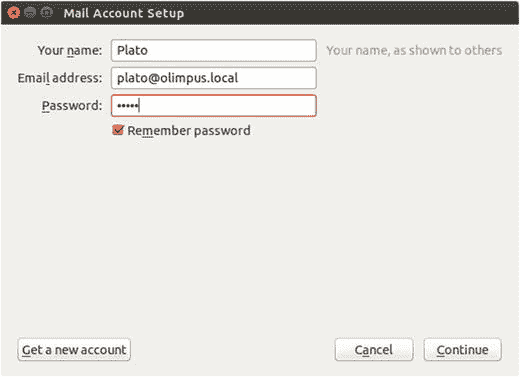 Mail Account Setup
Your name: Plato Your name, as shown to others
Email address: plato@olimpus.local
Password: •••••
Remember password
Get a new account Cancel Continue